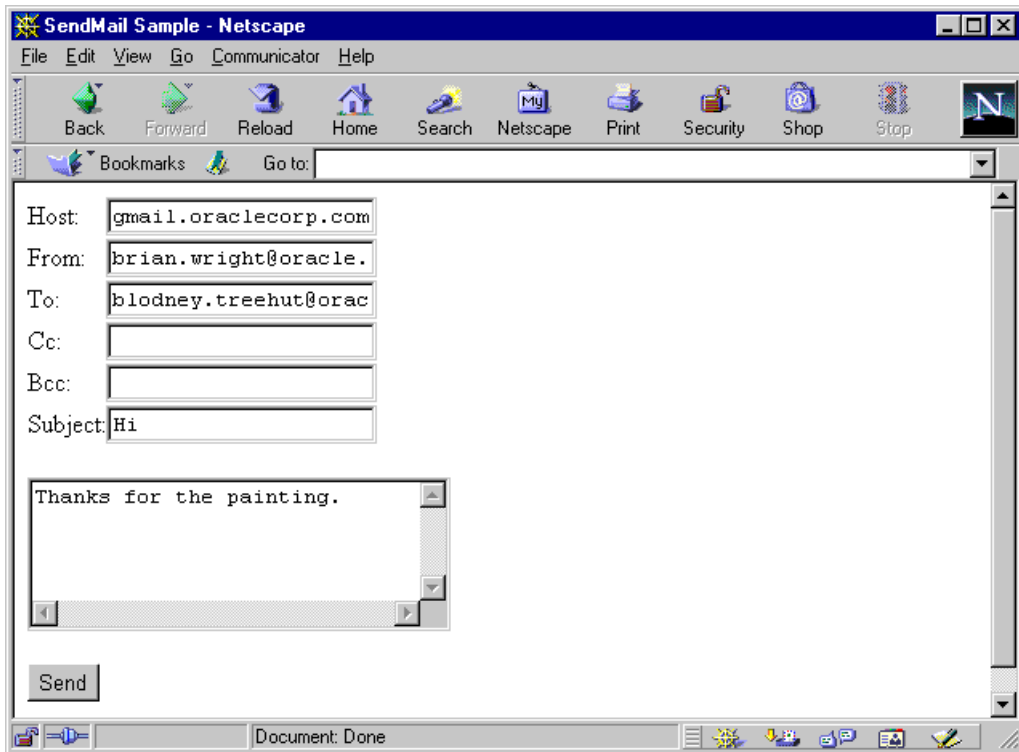 SendMail Sample - Netscape
File Edit View Go Communicator Help
My
N
Back Forward Reload Home Search Netscape Print Security Shop Stop
Bookmarks Go to:
Host: gmail.oraclecorp.com
From: brian.wright@oracle.
To: blodney.treehut@orac
Cc:
Bcc:
Subject: Hi
Thanks for the painting.
Send
Document: Done